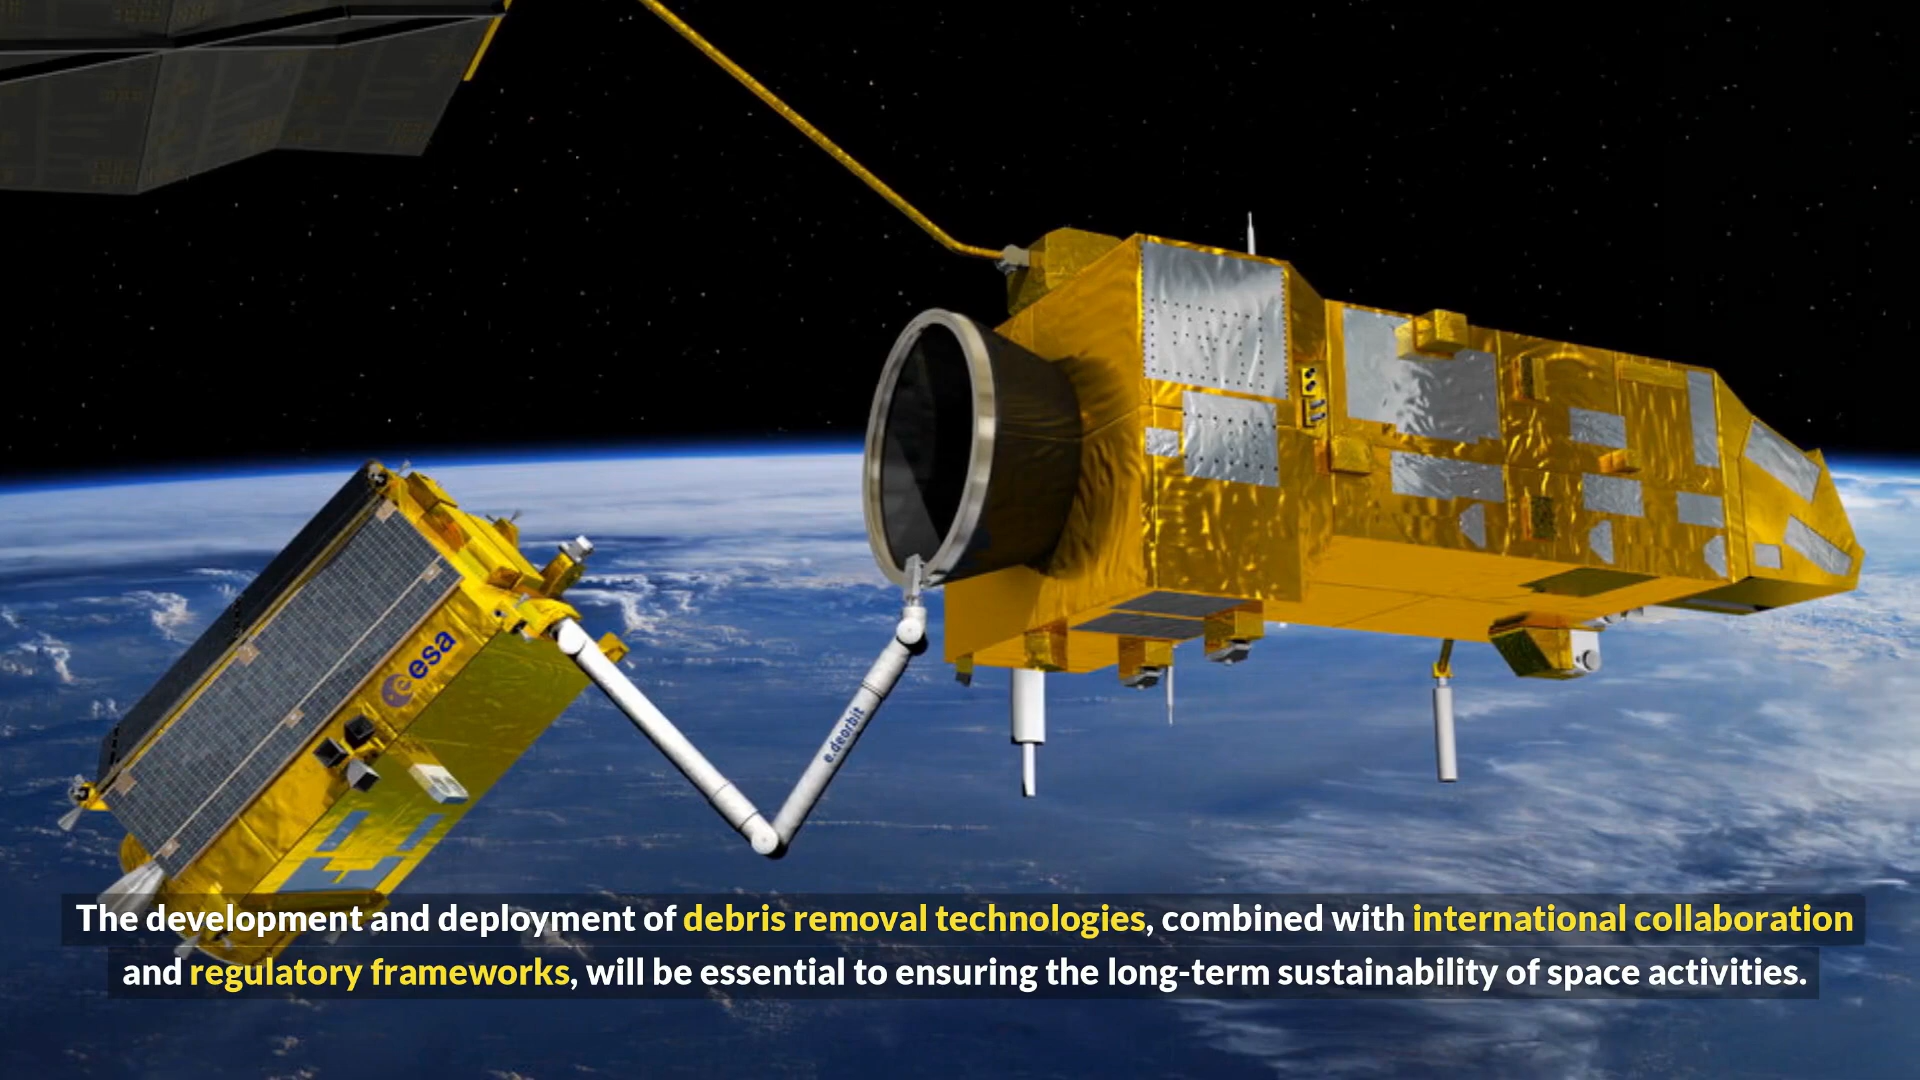 esa
e.deorbit
The development and deployment of debris removal technologies, combined with international collaboration
and regulatory frameworks, will be essential to ensuring the long-term sustainability of space activities.